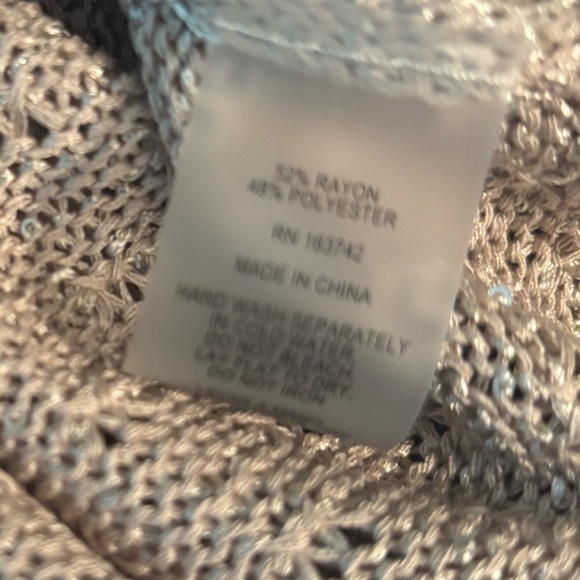 52% RAYON
48% POLYESTER
RN 163742
MADE IN CHINA
HAND WASH SEPARATELY
IN COLD WATER.
DO NOT BLEACH.
LAY FLAT TO DRY.
DO NOT IRON